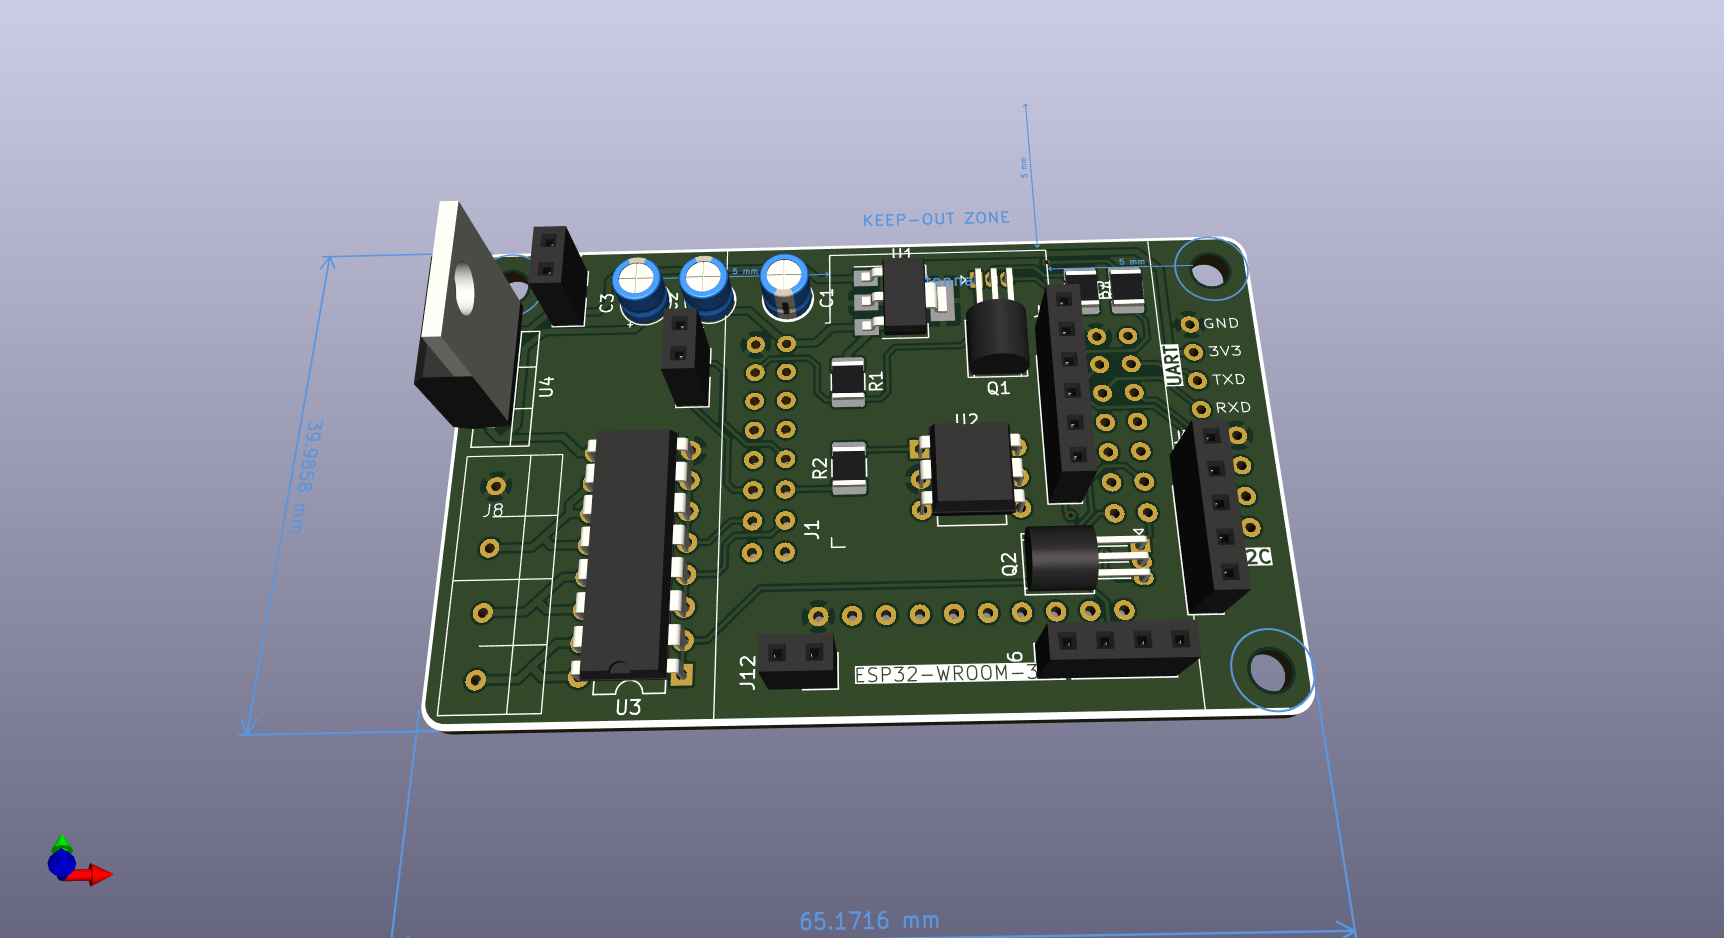 5 mm
KEEP-OUT ZONE
U1
5 mm
5 mm
C3
C1
GND
3V3
UART
TXD
RXD
R1
Q1
U4
39.9858 mm
U2
R2
J8
J1
Q2
J12
ESP32-WROOM-3
U3
65.1716 mm